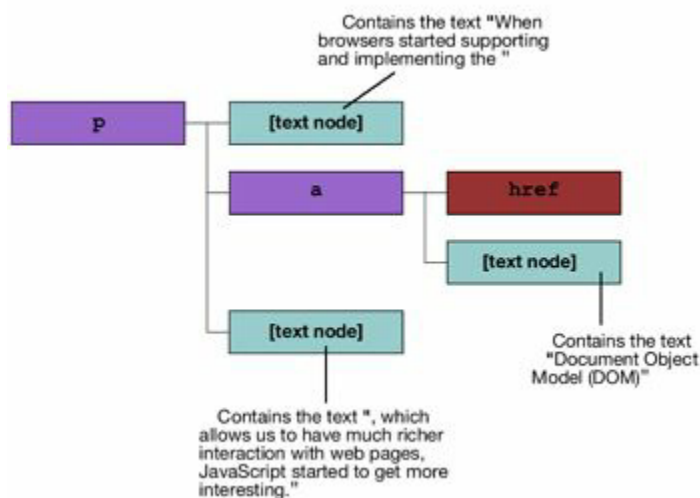 Contains the text "When
browsers started supporting
and implementing the "
p
[text node]
a
href
[text node]
[text node]
Contains the text
"Document Object
Model (DOM)"
Contains the text ", which
allows us to have much richer
interaction with web pages,
JavaScript started to get more
interesting."